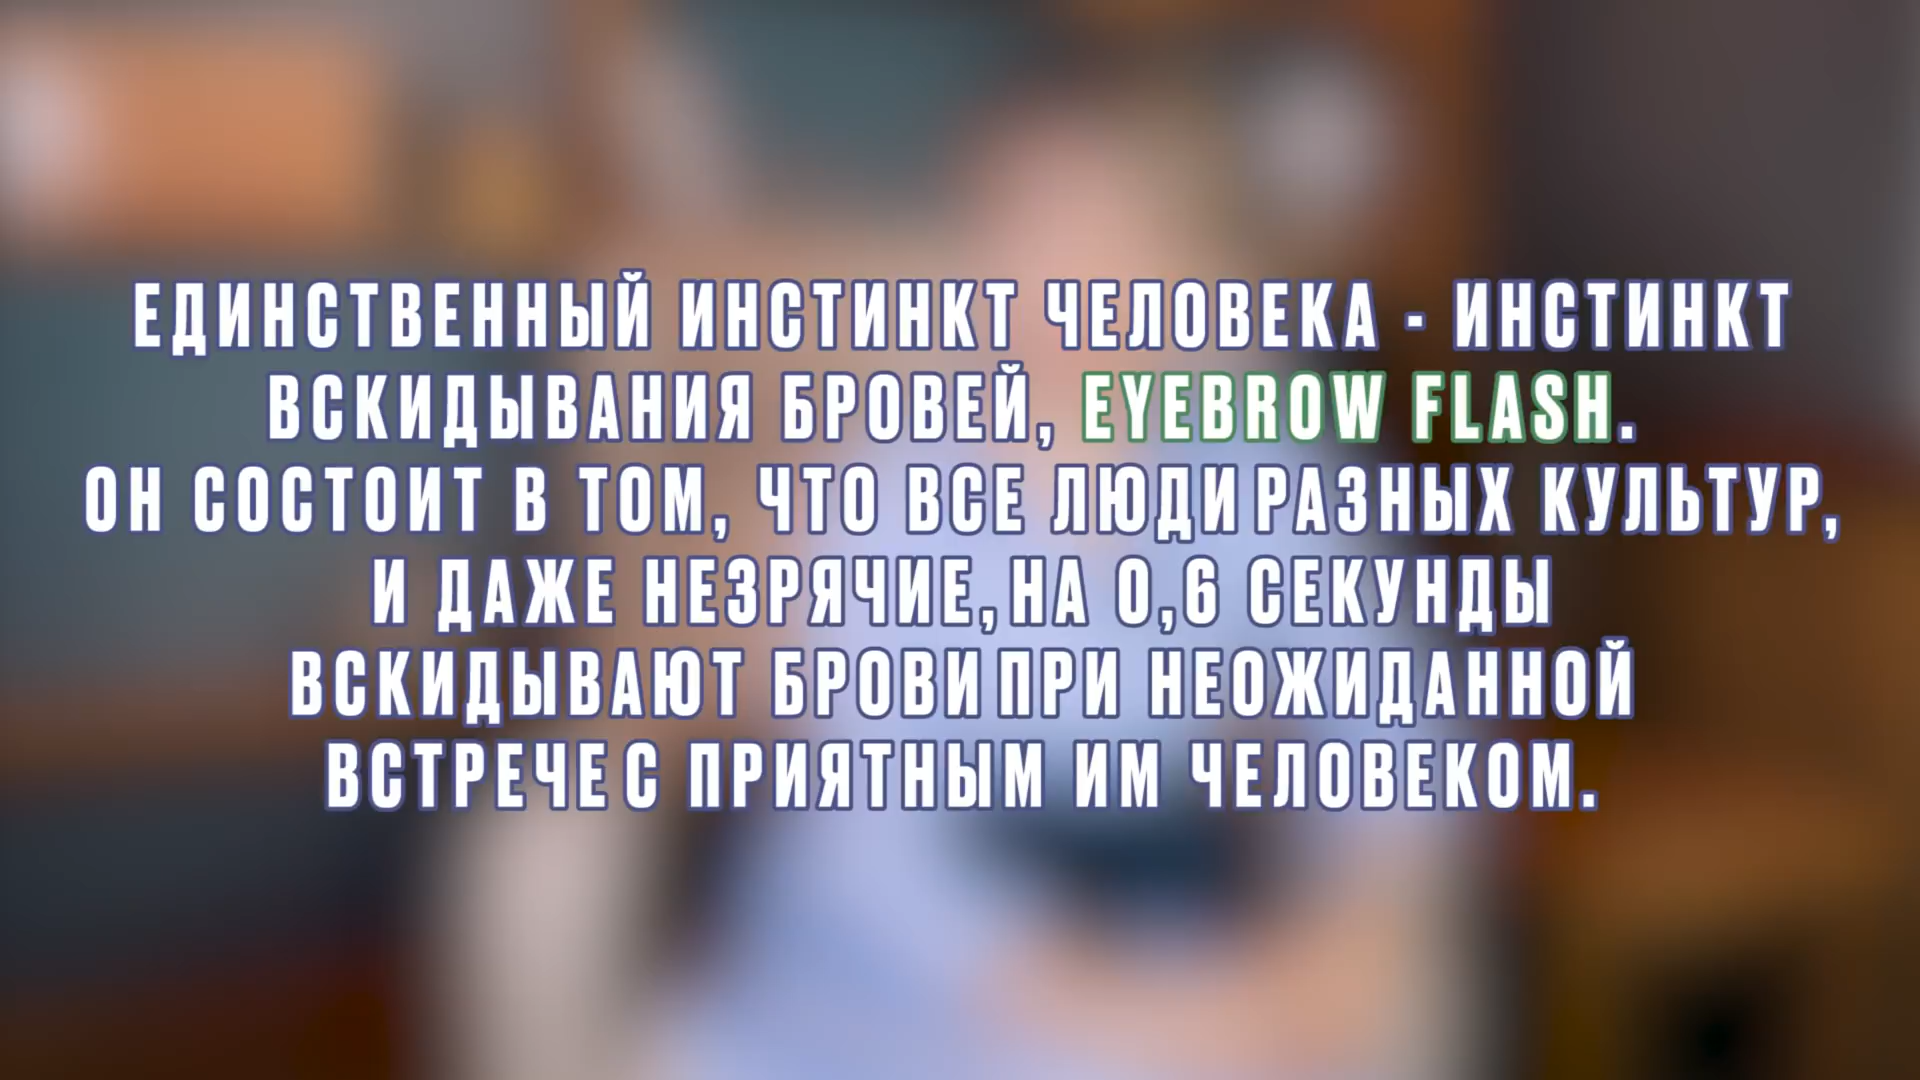 ЕДИНСТВЕННЫЙ ИНСТИНКТ ЧЕЛОВЕКА - ИНСТИНКТ
ВСКИДЫВАНИЯ БРОВЕЙ, EYEBROW FLASH.
ОН СОСТОИТ В ТОМ, ЧТО ВСЕ ЛЮДИ РАЗНЫХ КУЛЬТУР,
И ДАЖЕ НЕЗРЯЧИЕ, НА 0,6 СЕКУНДЫ
ВСКИДЫВАЮТ БРОВИ ПРИ НЕОЖИДАННОЙ
ВСТРЕЧЕ С ПРИЯТНЫМ ИМ ЧЕЛОВЕКОМ.